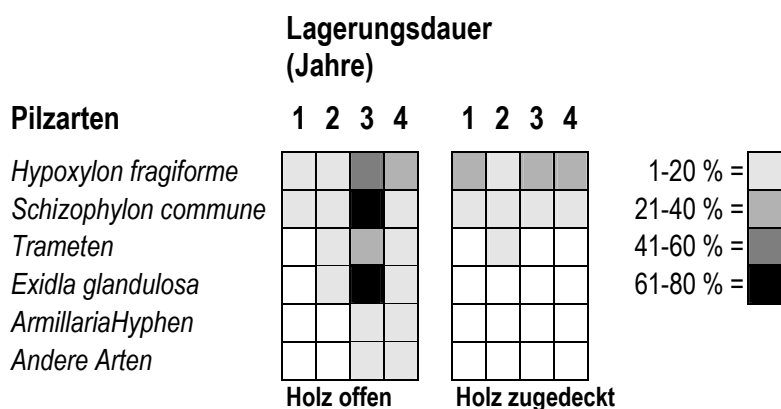 Lagerungsdauer
(Jahre)
Pilzarten 1 2 3 4 1 2 3 4
Hypoxylon fragiforme 1-20 % =
Schizophylon commune 21-40 % =
Trameten 41-60 % =
Exidla glandulosa 61-80 % =
ArmillariaHyphen
Andere Arten
Holz offen Holz zugedeckt